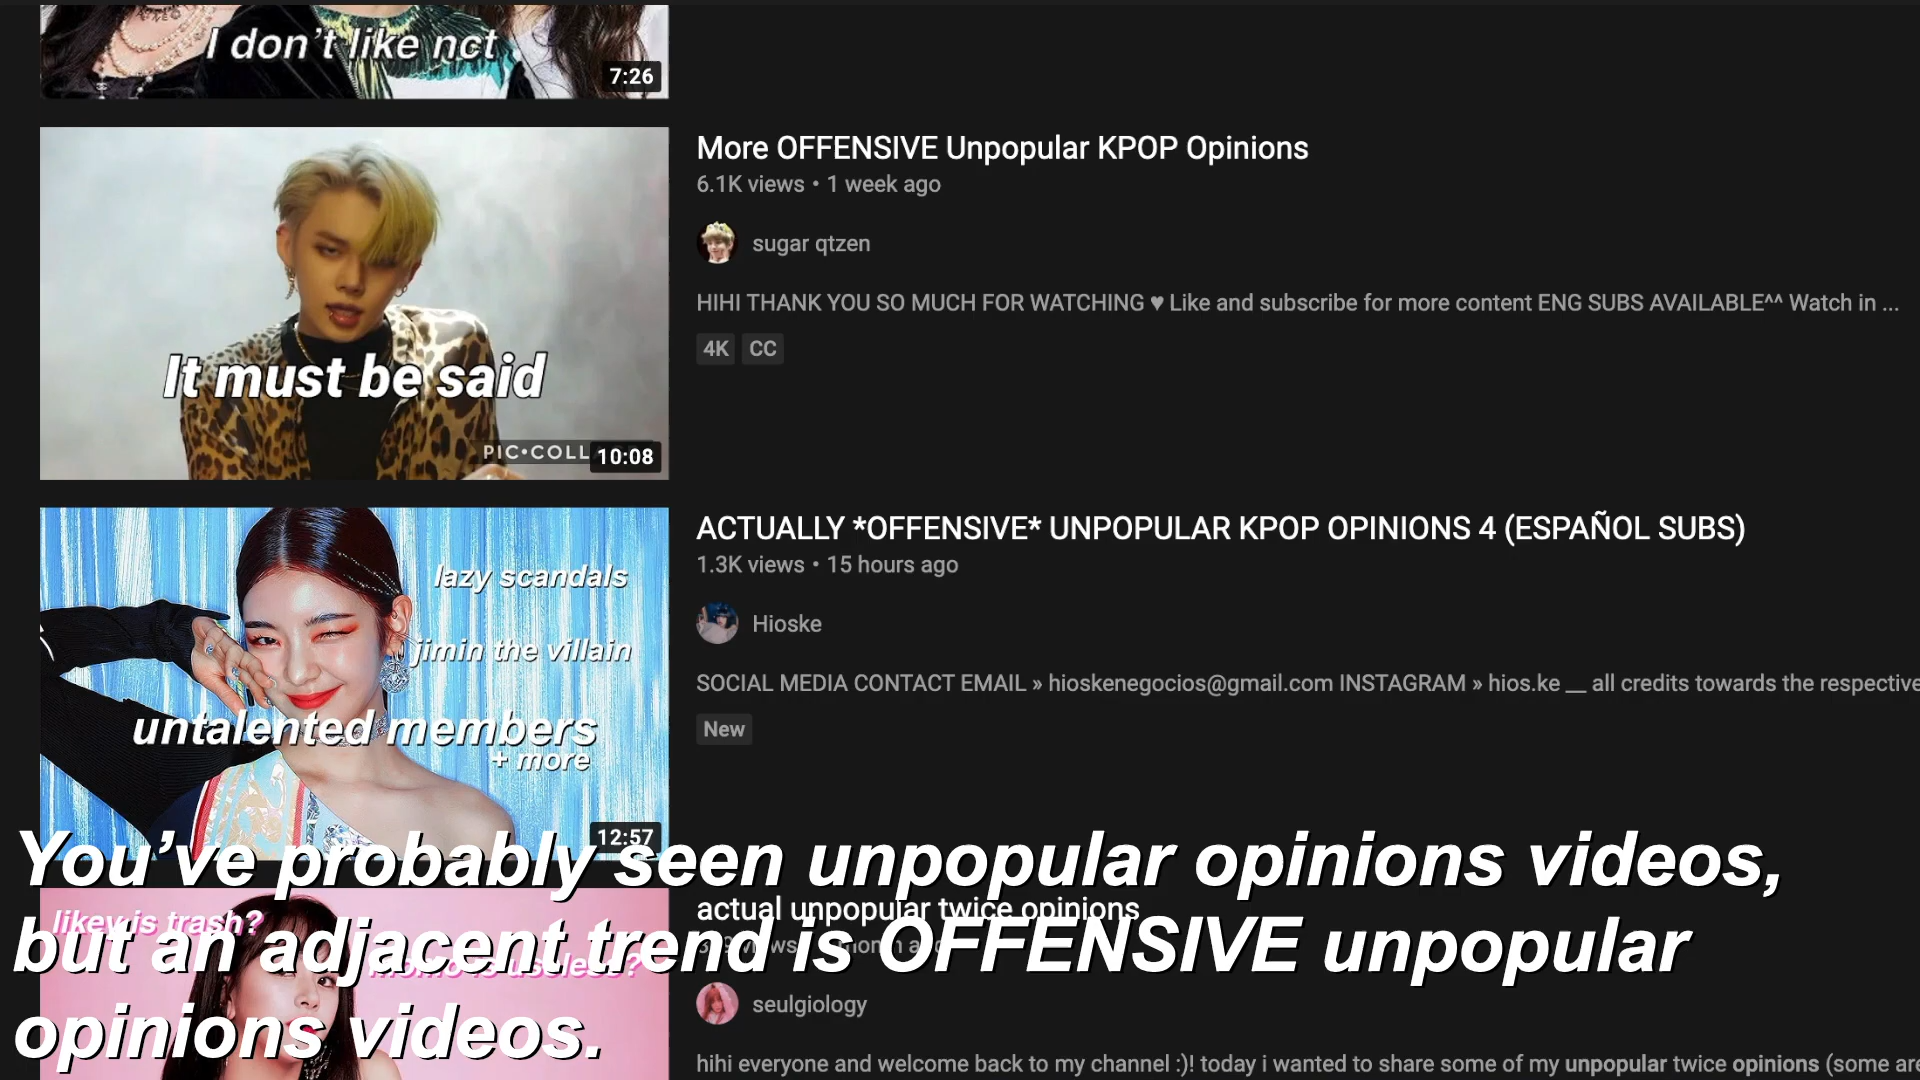 I don't like nct
7:26
More OFFENSIVE Unpopular KPOP Opinions
6.1K views • 1 week ago
sugar qtzen
HIHI THANK YOU SO MUCH FOR WATCHING ♥ Like and subscribe for more content ENG SUBS AVAILABLE^^ Watch in ...
4K CC
It must be said
PIC•COLL
10:08
ACTUALLY *OFFENSIVE* UNPOPULAR KPOP OPINIONS 4 (ESPAÑOL SUBS)
1.3K views • 15 hours ago
lazy scandals
Hioske
jimin the villain
SOCIAL MEDIA CONTACT EMAIL » hioskenegocios@gmail.com INSTAGRAM » hios.ke __ all credits towards the respective
untalented members
+ more
New
12:57
You've probably seen unpopular opinions videos,
but an adjacent trend is OFFENSIVE unpopular
opinions videos.
likey is trash?
actual unpopular twice opinions
seulgiology
hihi everyone and welcome back to my channel :)! today i wanted to share some of my unpopular twice opinions (some are